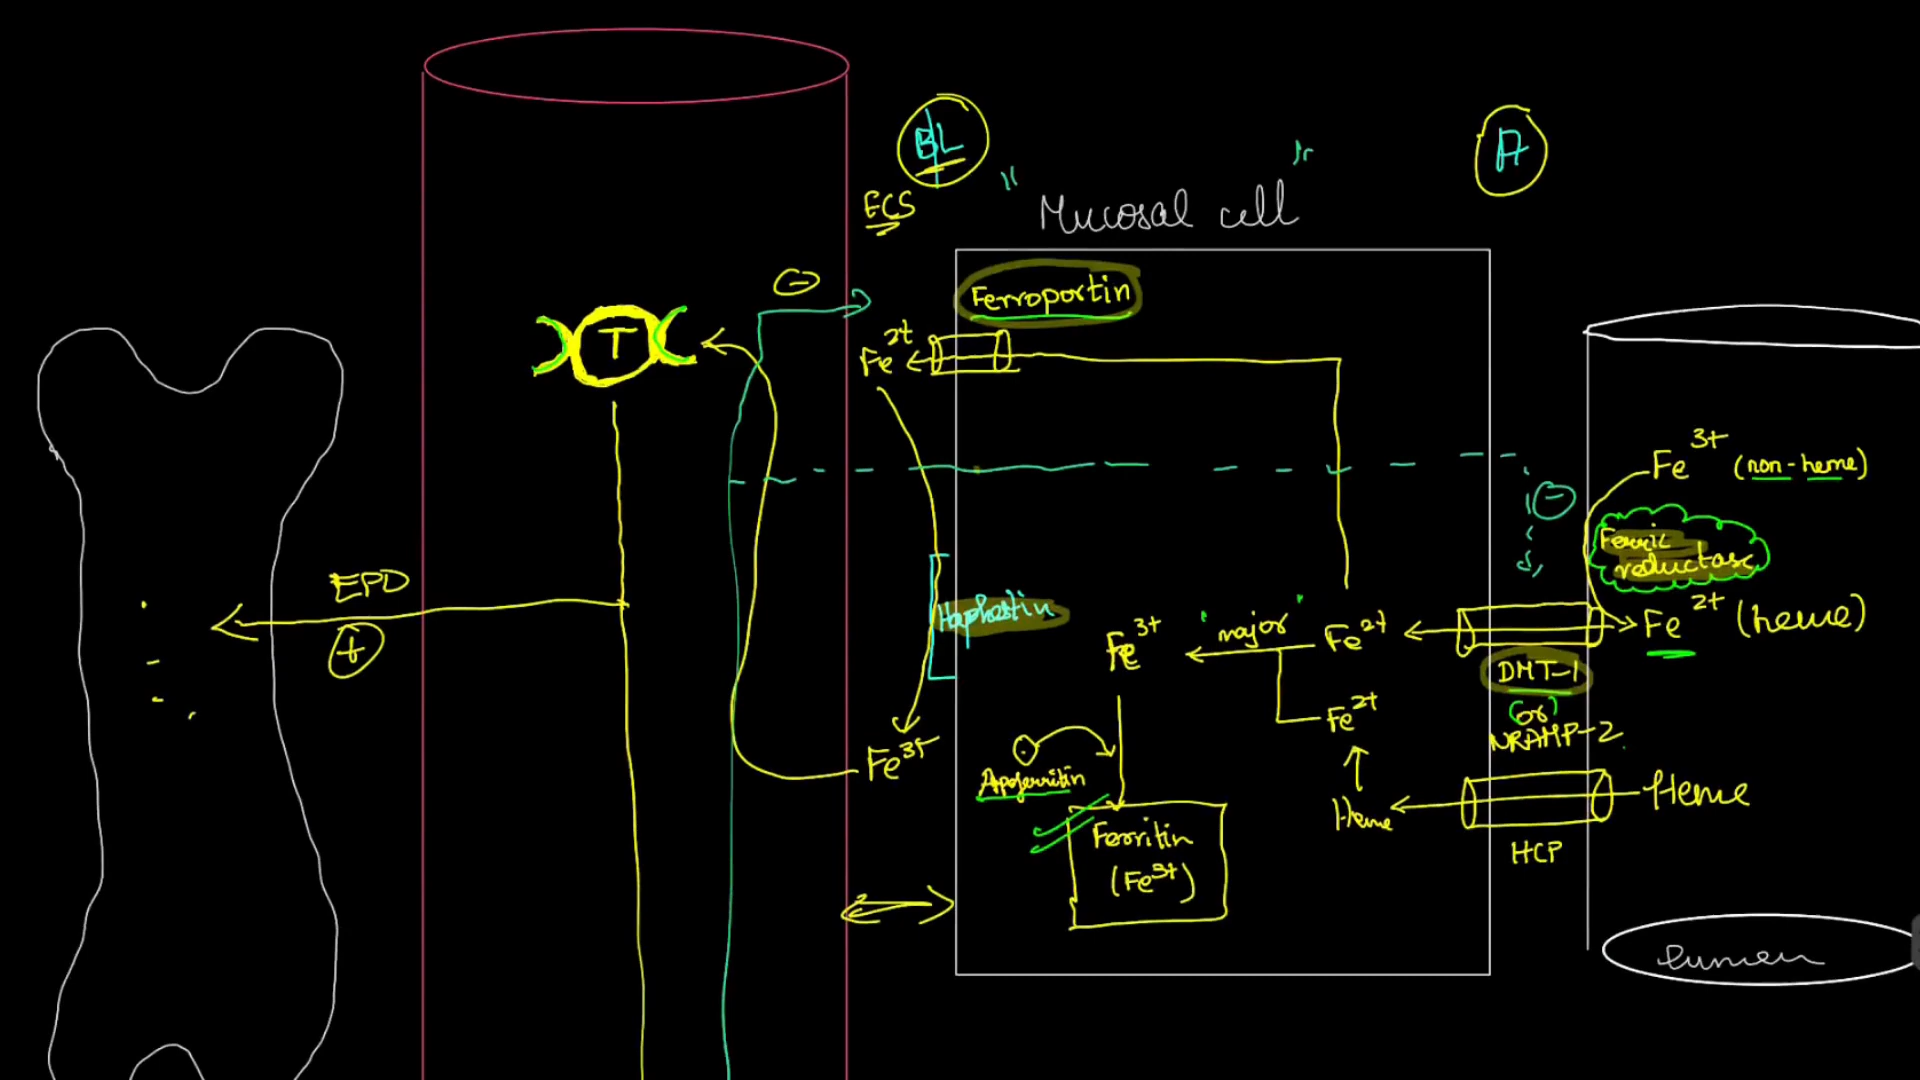 BL
A
ECS
" Mucosal cell "
Ferroportin
T
⊖
Fe2+
Fe3+ (non-heme)
⊖
Ferric
reductase
EPO
⊕
Haphestin
Fe3+
major
Fe2+
Fe2+ (heme)
DMT-1
(or)
NRAMP-2
Fe2+
Fe3+
Apoferritin
Heme
Heme
Ferritin
(Fe3+)
HCP
lumen